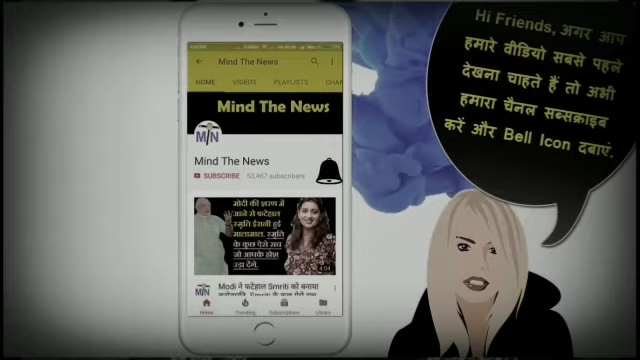 Mind The News
HOME VIDEOS PLAYLISTS CHAN
Mind The News
MN
Mind The News
SUBSCRIBE 53,467 subscribers
मोदी की शरण में
आने से फटेहाल
स्मृति ईरानी हुई
मालामाल. स्मृति
के कुछ ऐसे सच
जो आपके होश
उड़ा देंगे.
4:04
Modi ने फटेहाल Smriti को बनाया
Home Trending Subscriptions Library
Hi Friends, अगर आप
हमारे वीडियो सबसे पहले
देखना चाहते हैं तो अभी
हमारा चैनल सब्सक्राइब
करें और Bell Icon दबाएं.